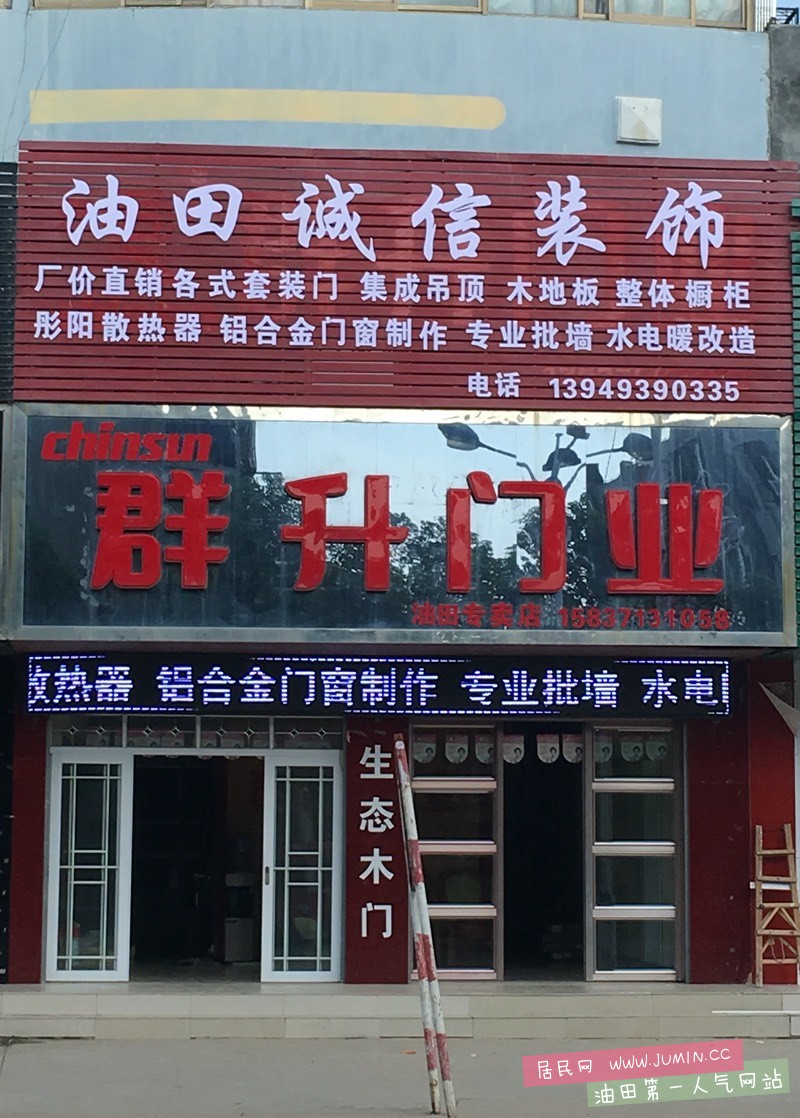 油田诚信装饰
厂价直销各式套装门 集成吊顶 木地板 整体橱柜
彤阳散热器 铝合金门窗制作 专业批墙 水电暖改造
电话 13949390335
chinsun
群升门业
油田专卖店 15837131058
散热器 铝合金门窗制作 专业批墙 水电
生态木门
居民网 WWW.JUMIN.CC
油田第一人气网站